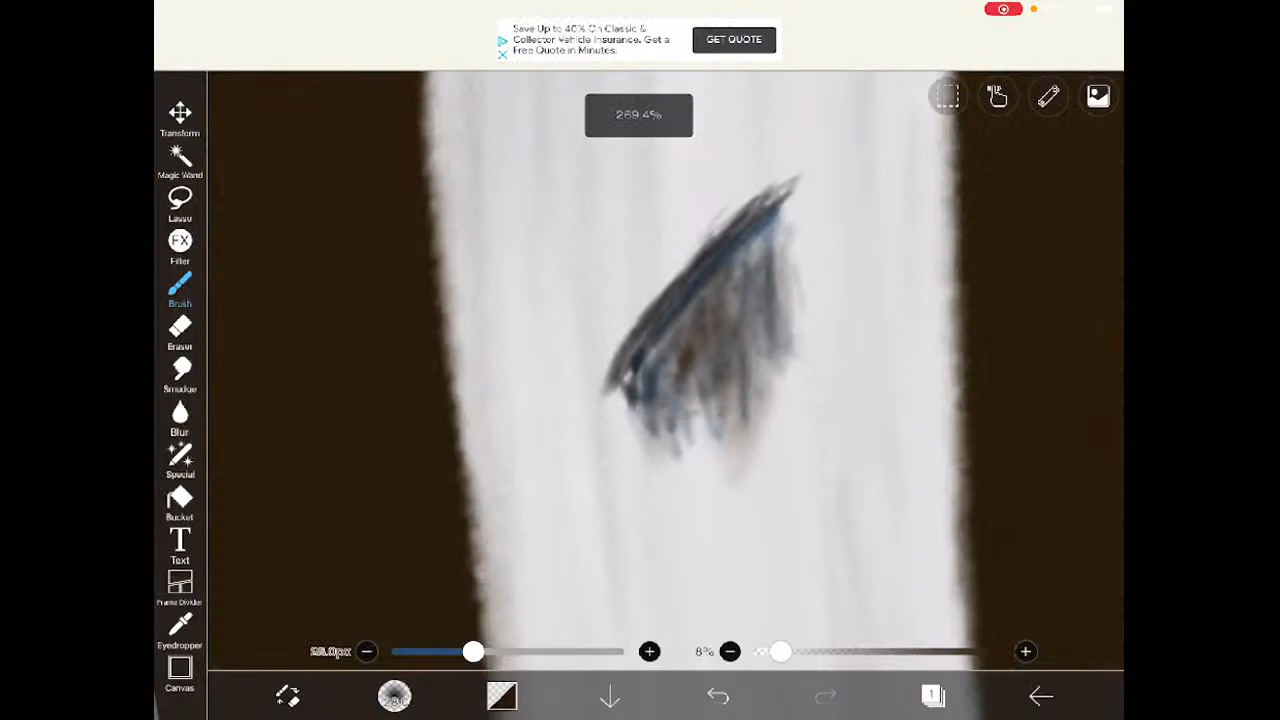 Save Up to 40% On Classic &
Collector Vehicle Insurance. Get a
Free Quote in Minutes.
GET QUOTE
269.4%
Transform
Magic Wand
Lasso
FX
Filter
Brush
Eraser
Smudge
Blur
Special
Bucket
T
Text
Frame Divider
Eyedropper
Canvas
8%
1